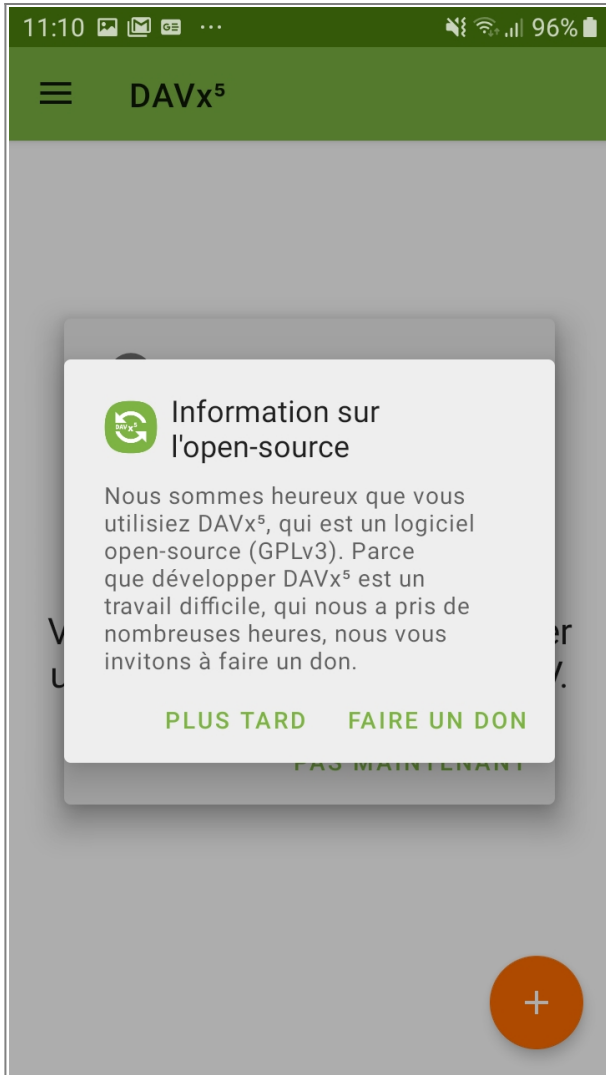 11:10 GE ... 96%
DAVx⁵
Information sur
l'open-source
Nous sommes heureux que vous
utilisiez DAVx⁵, qui est un logiciel
open-source (GPLv3). Parce
que développer DAVx⁵ est un
travail difficile, qui nous a pris de
nombreuses heures, nous vous
invitons à faire un don.
PLUS TARD FAIRE UN DON
PAS MAINTENANT
+